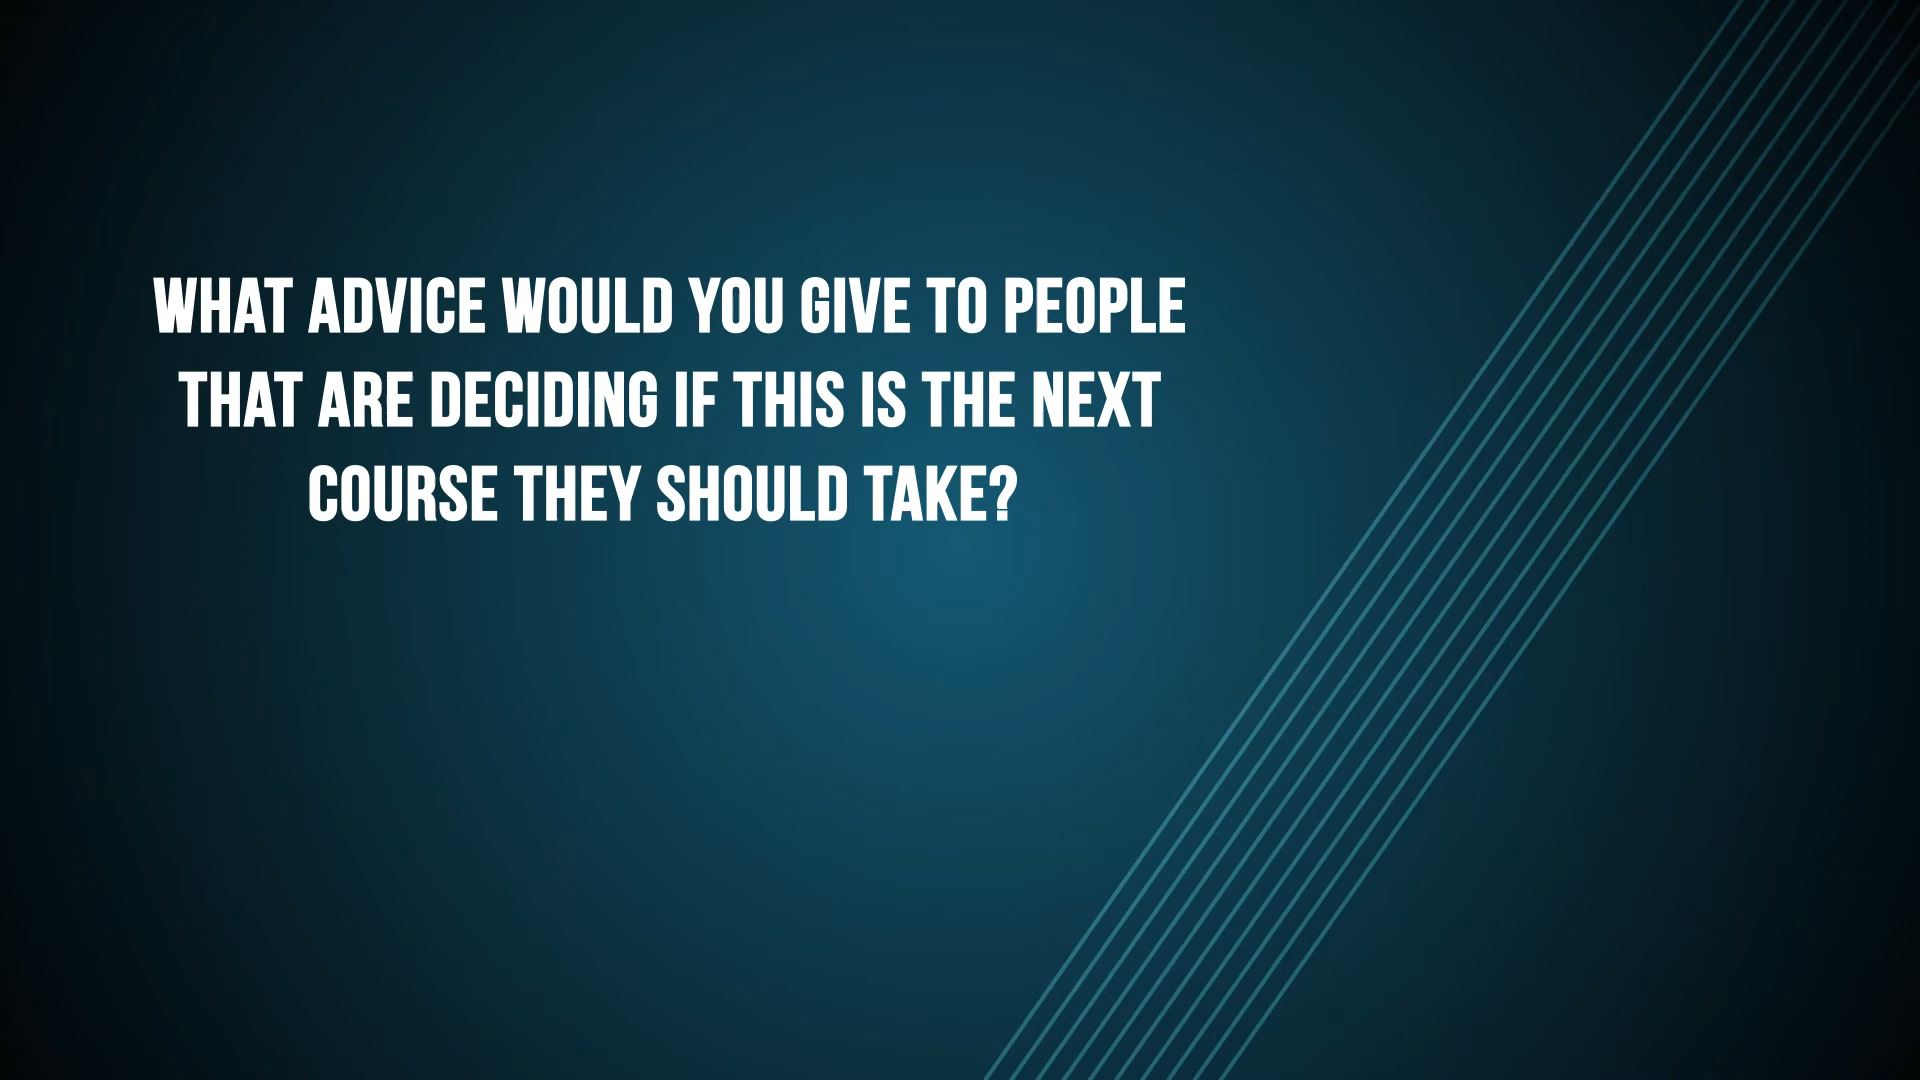 WHAT ADVICE WOULD YOU GIVE TO PEOPLE
THAT ARE DECIDING IF THIS IS THE NEXT
COURSE THEY SHOULD TAKE?